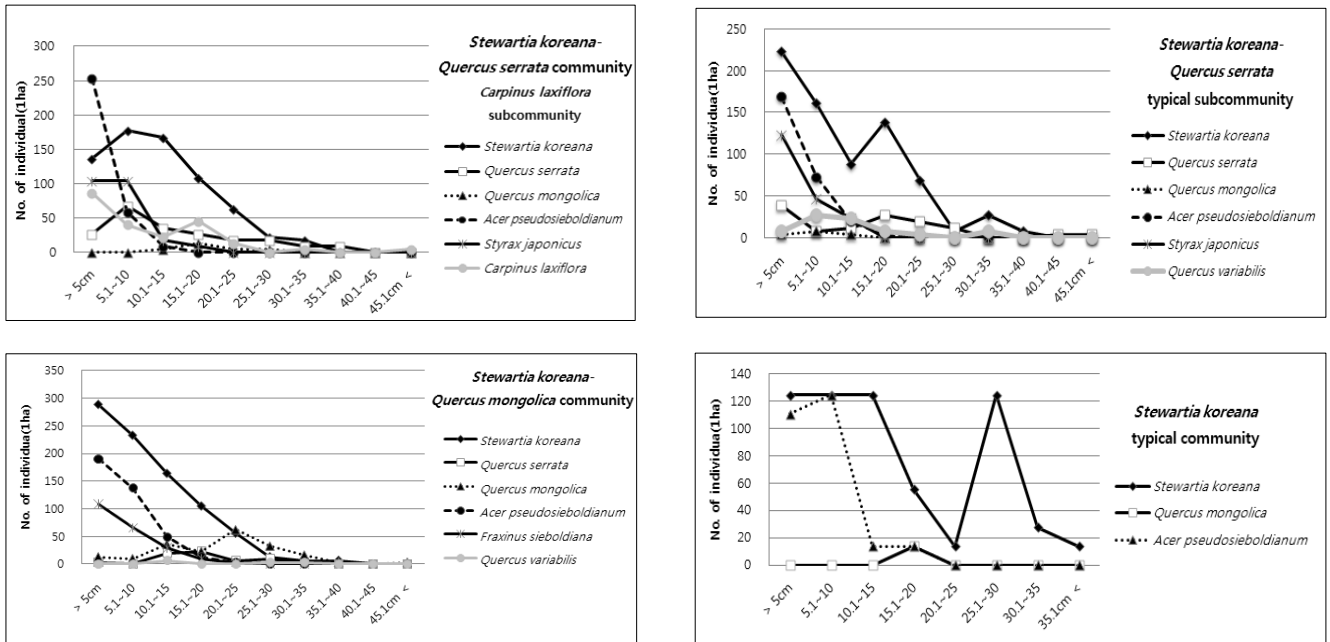 300
250
200
150
100
50
0
No. of individual(1ha)
> 5cm
5.1~10
10.1~15
15.1~20
20.1~25
25.1~30
30.1~35
35.1~40
40.1~45
45.1cm <
Stewartia koreana-
Quercus serrata community
Carpinus laxiflora
subcommunity
Stewartia koreana
Quercus serrata
Quercus mongolica
Acer pseudosieboldianum
Styrax japonicus
Carpinus laxiflora
250
200
150
100
50
0
No. of individua(1ha)
> 5cm
5.1~10
10.1~15
15.1~20
20.1~25
25.1~30
30.1~35
35.1~40
40.1~45
45.1cm <
Stewartia koreana-
Quercus serrata
typical subcommunity
Stewartia koreana
Quercus serrata
Quercus mongolica
Acer pseudosieboldianum
Styrax japonicus
Quercus variabilis
350
300
250
200
150
100
50
0
No. of individua(1ha)
> 5cm
5.1~10
10.1~15
15.1~20
20.1~25
25.1~30
30.1~35
35.1~40
40.1~45
45.1cm <
Stewartia koreana-
Quercus mongolica community
Stewartia koreana
Quercus serrata
Quercus mongolica
Acer pseudosieboldianum
Fraxinus sieboldiana
Quercus variabilis
140
120
100
80
60
40
20
0
No. of individua(1ha)
> 5cm
5.1~10
10.1~15
15.1~20
20.1~25
25.1~30
30.1~35
35.1cm <
Stewartia koreana
typical community
Stewartia koreana
Quercus mongolica
Acer pseudosieboldianum